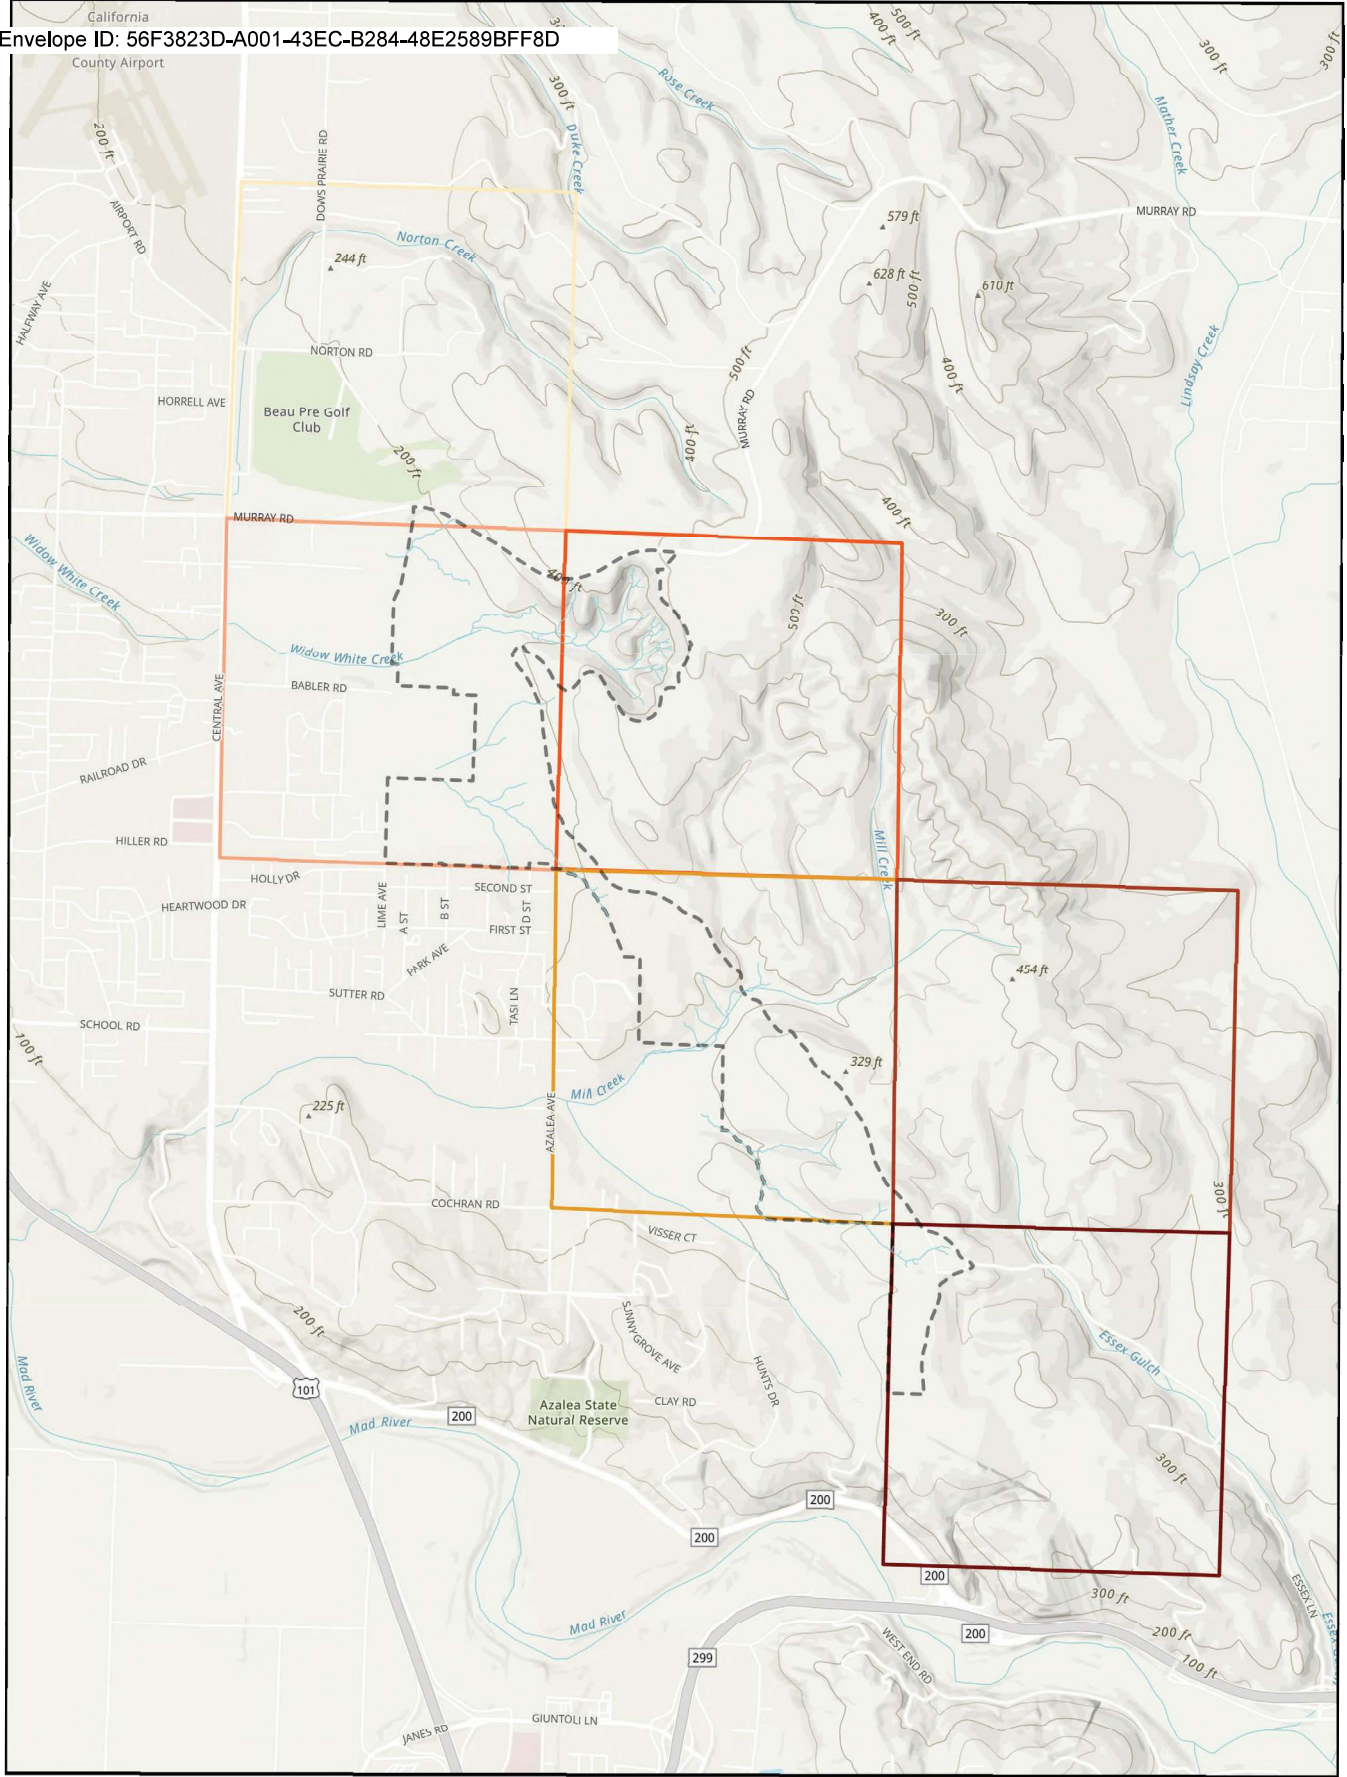 California
Envelope ID: 56F3823D-A001-43EC-B284-48E2589BFF8D
County Airport
500 ft
400 ft
300 ft
300 ft
300 ft
Rose Creek
Duke Creek
Mather Creek
200 ft
DOWS PRAIRIE RD
AIRPORT RD
MURRAY RD
579 ft
Norton Creek
244 ft
628 ft
500 ft
610 ft
HALFWAY AVE
NORTON RD
500 ft
400 ft
Lindsay Creek
HORRELL AVE
Beau Pre Golf
Club
MURRAY RD
400 ft
200 ft
400 ft
MURRAY RD
Widow White Creek
400 ft
500 ft
300 ft
Widow White Creek
BABLER RD
CENTRAL AVE
RAILROAD DR
HILLER RD
Mill Creek
HOLLY DR
SECOND ST
HEARTWOOD DR
LIME AVE
A ST
B ST
D ST
FIRST ST
PARK AVE
454 ft
SUTTER RD
TASI LN
SCHOOL RD
100 ft
329 ft
Mill Creek
225 ft
AZALEA AVE
COCHRAN RD
300 ft
VISSER CT
200 ft
SUNNYGROVE AVE
Essex Gulch
HUNTS DR
Mad River
101
Azalea State
Natural Reserve
CLAY RD
200
Mad River
300 ft
200
200
200
300 ft
ESSEX LN
Mad River
200
200 ft
299
WEST END RD
100 ft
GIUNTOLI LN
JANES RD